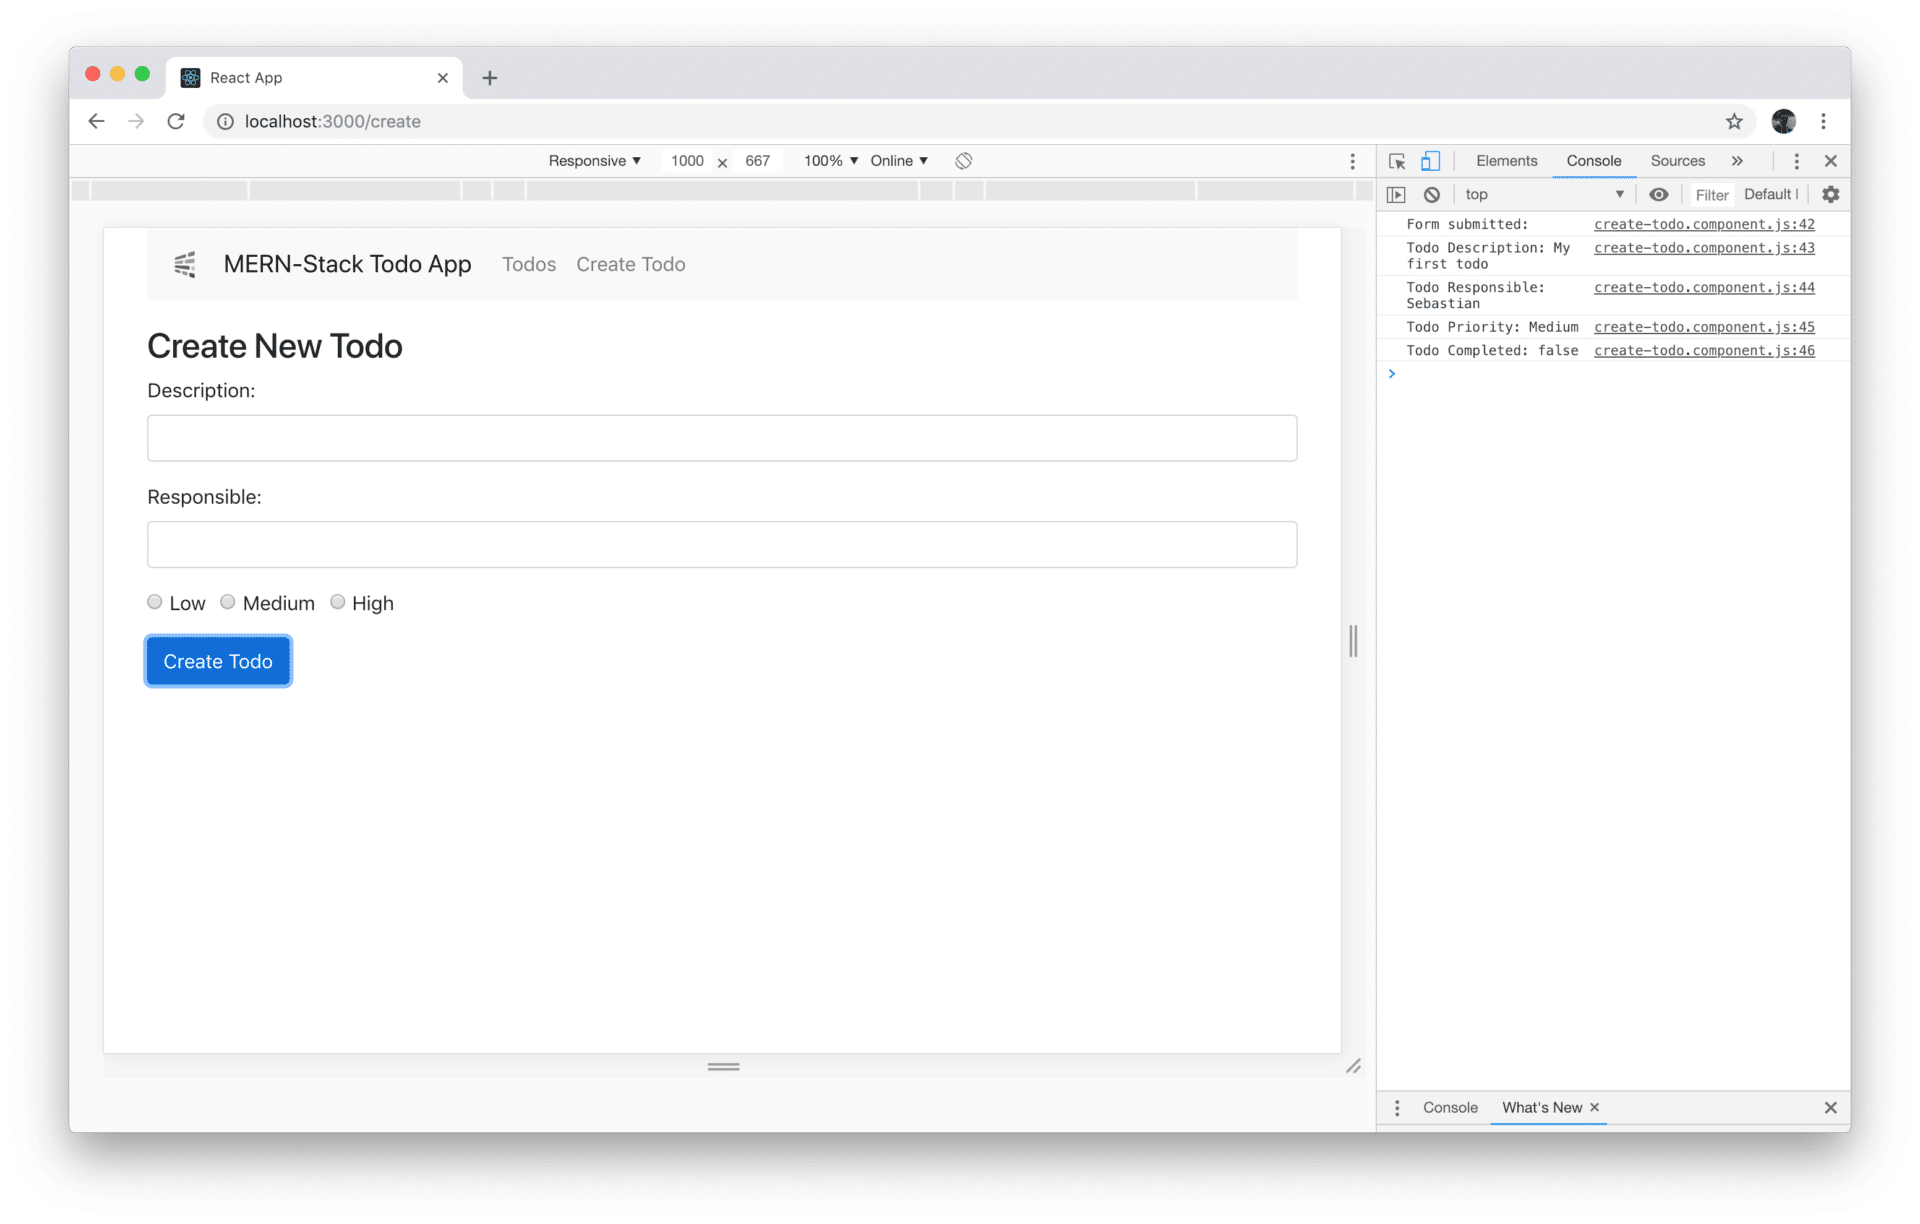 React App
localhost:3000/create
Responsive ▼ 1000 × 667 100% ▼ Online ▼
Elements Console Sources »
top ▼ Filter Default l
MERN-Stack Todo App Todos Create Todo
Create New Todo
Description:
Responsible:
Low Medium High
Create Todo
Form submitted: create-todo.component.js:42
Todo Description: My create-todo.component.js:43
first todo
Todo Responsible: create-todo.component.js:44
Sebastian
Todo Priority: Medium create-todo.component.js:45
Todo Completed: false create-todo.component.js:46
Console What's New